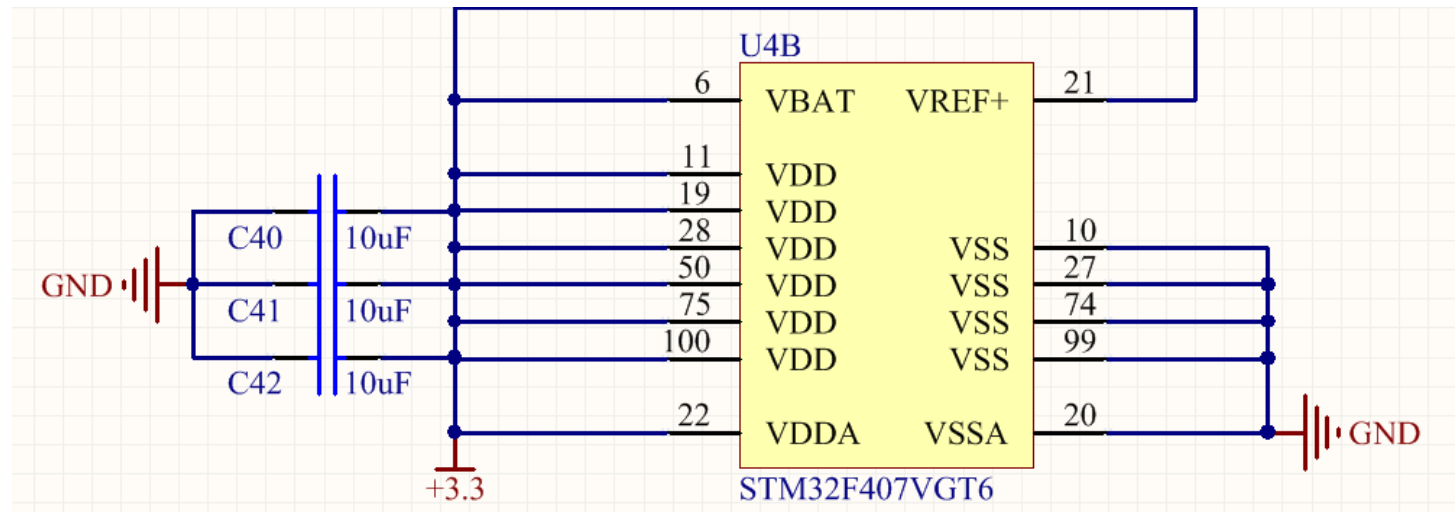 U4B
6 VBAT VREF+ 21
11 VDD
19 VDD
C40 10uF 28 VDD VSS 10
GND 50 VDD VSS 27
C41 10uF 75 VDD VSS 74
100 VDD VSS 99
C42 10uF
22 VDDA VSSA 20 GND
+3.3 STM32F407VGT6